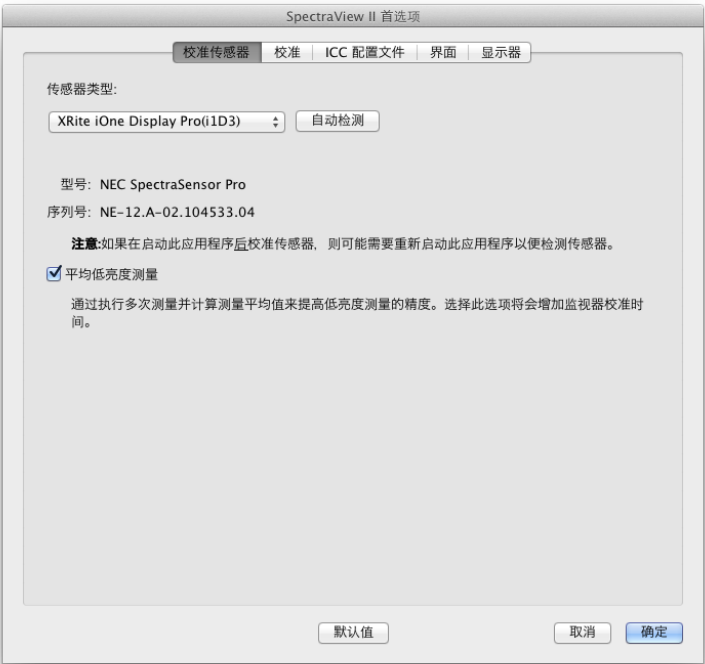 SpectraView II 首选项
校准传感器 校准 ICC 配置文件 界面 显示器
传感器类型:
XRite iOne Display Pro(i1D3) 自动检测
型号: NEC SpectraSensor Pro
序列号: NE-12.A-02.104533.04
注意:如果在启动此应用程序后校准传感器，则可能需要重新启动此应用程序以便检测传感器。
平均低亮度测量
通过执行多次测量并计算测量平均值来提高低亮度测量的精度。选择此选项将会增加监视器校准时
间。
默认值 取消 确定